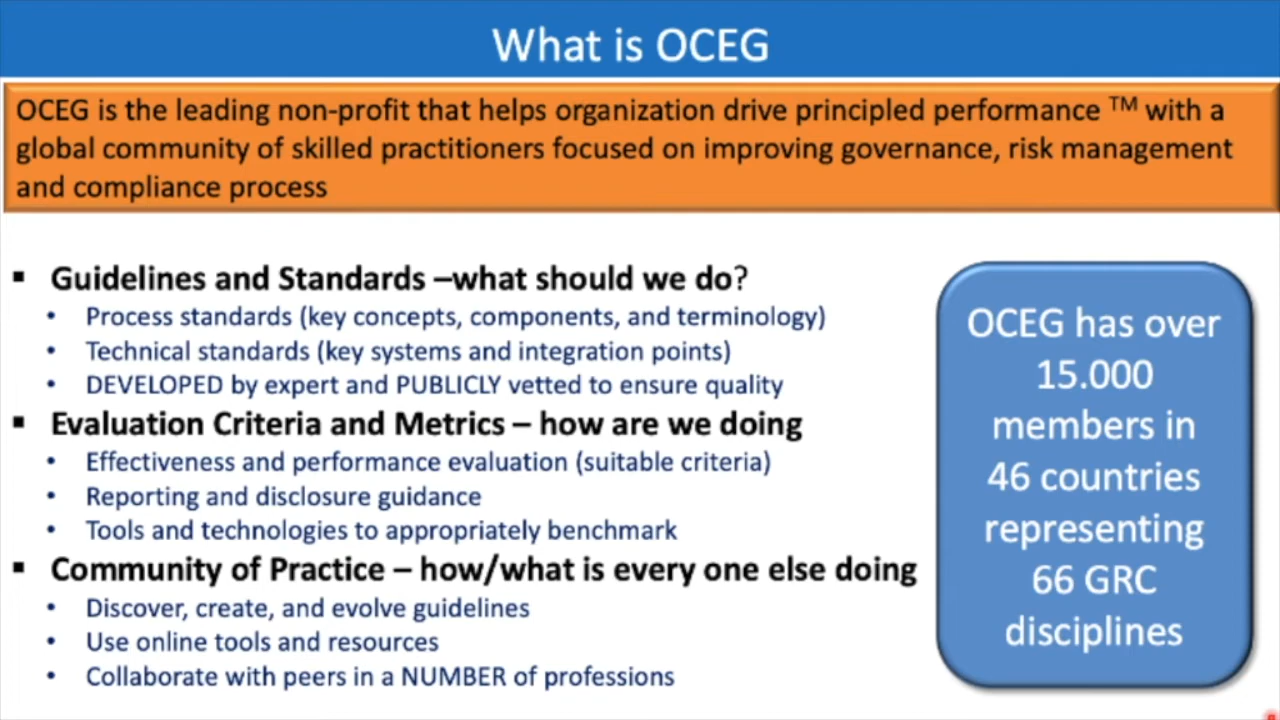 What is OCEG
OCEG is the leading non-profit that helps organization drive principled performance ™ with a
global community of skilled practitioners focused on improving governance, risk management
and compliance process
▪ Guidelines and Standards –what should we do?
• Process standards (key concepts, components, and terminology)
• Technical standards (key systems and integration points)
• DEVELOPED by expert and PUBLICLY vetted to ensure quality
▪ Evaluation Criteria and Metrics – how are we doing
• Effectiveness and performance evaluation (suitable criteria)
• Reporting and disclosure guidance
• Tools and technologies to appropriately benchmark
▪ Community of Practice – how/what is every one else doing
• Discover, create, and evolve guidelines
• Use online tools and resources
• Collaborate with peers in a NUMBER of professions
OCEG has over
15.000
members in
46 countries
representing
66 GRC
disciplines